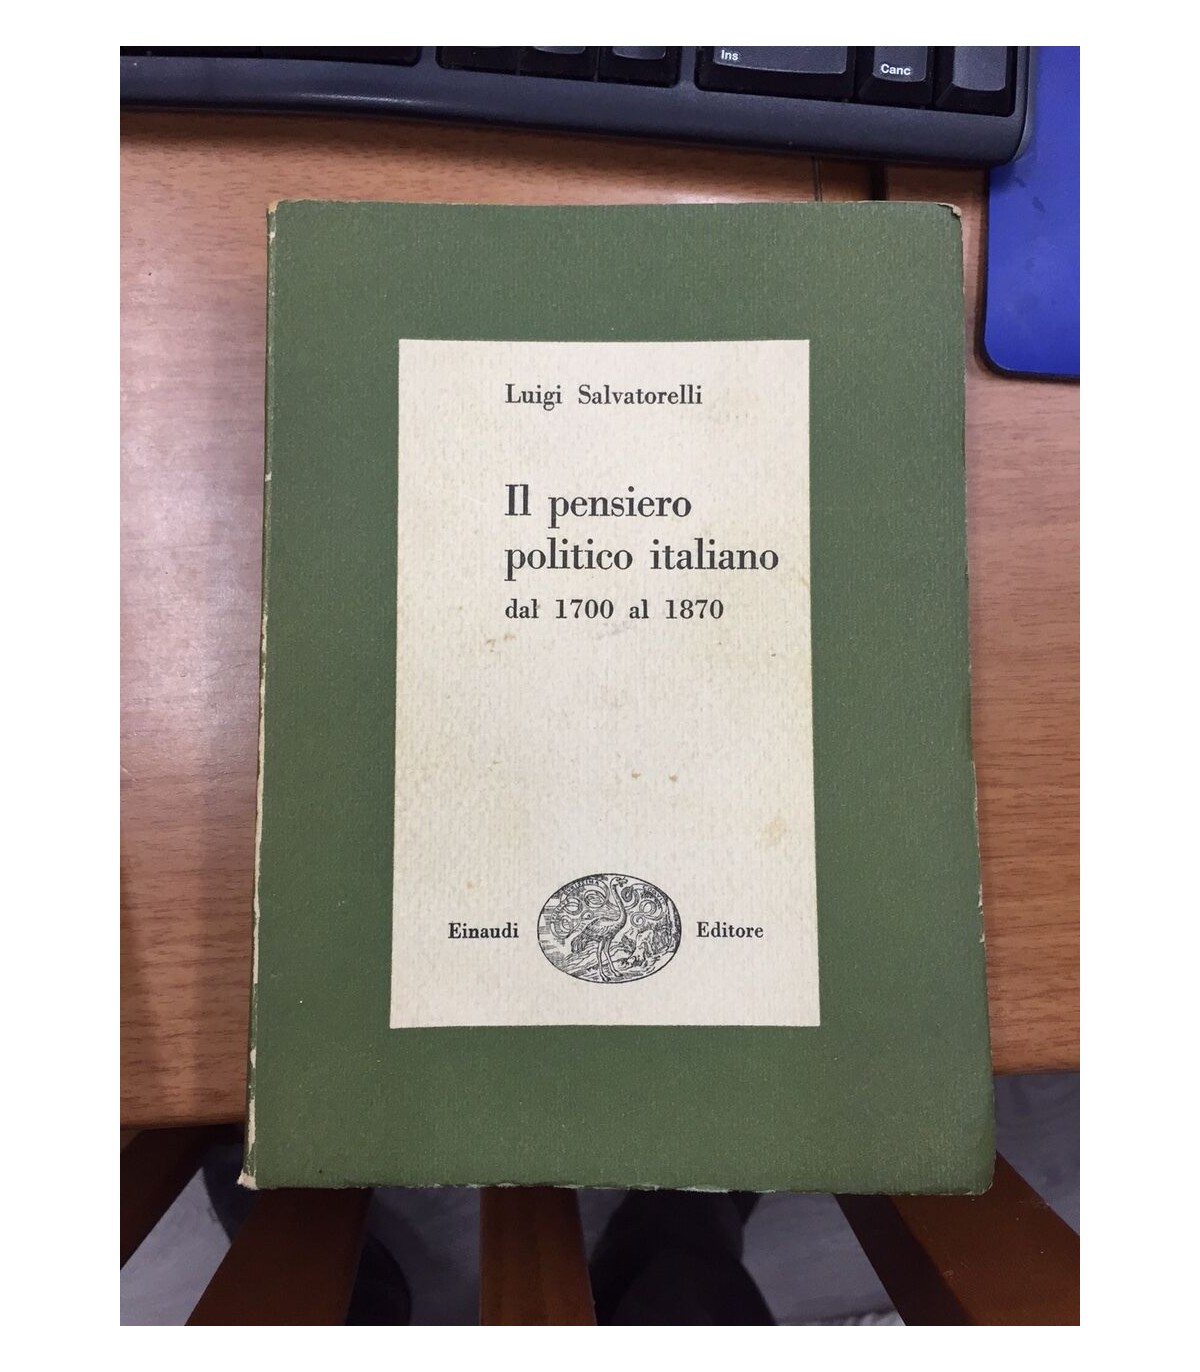 Ins
Canc
Luigi Salvatorelli
Il pensiero
politico italiano
dal 1700 al 1870
Einaudi Editore